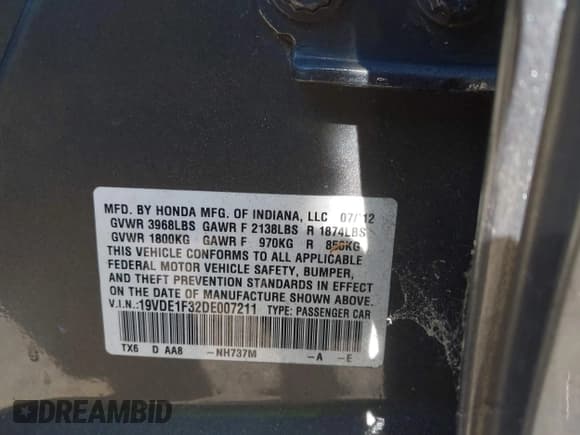 MFD. BY HONDA MFG. OF INDIANA, LLC 07/12
GVWR 3968LBS GAWR F 2138LBS R 1874LBS
GVWR 1800KG GAWR F 970KG R 850KG
THIS VEHICLE CONFORMS TO ALL APPLICABLE
FEDERAL MOTOR VEHICLE SAFETY, BUMPER,
AND THEFT PREVENTION STANDARDS IN EFFECT
ON THE DATE OF MANUFACTURE SHOWN ABOVE.
V.I.N.:19VDE1F32DE007211 TYPE: PASSENGER CAR
TX6 D AA8 –NH737M –A –E
DREAMBID